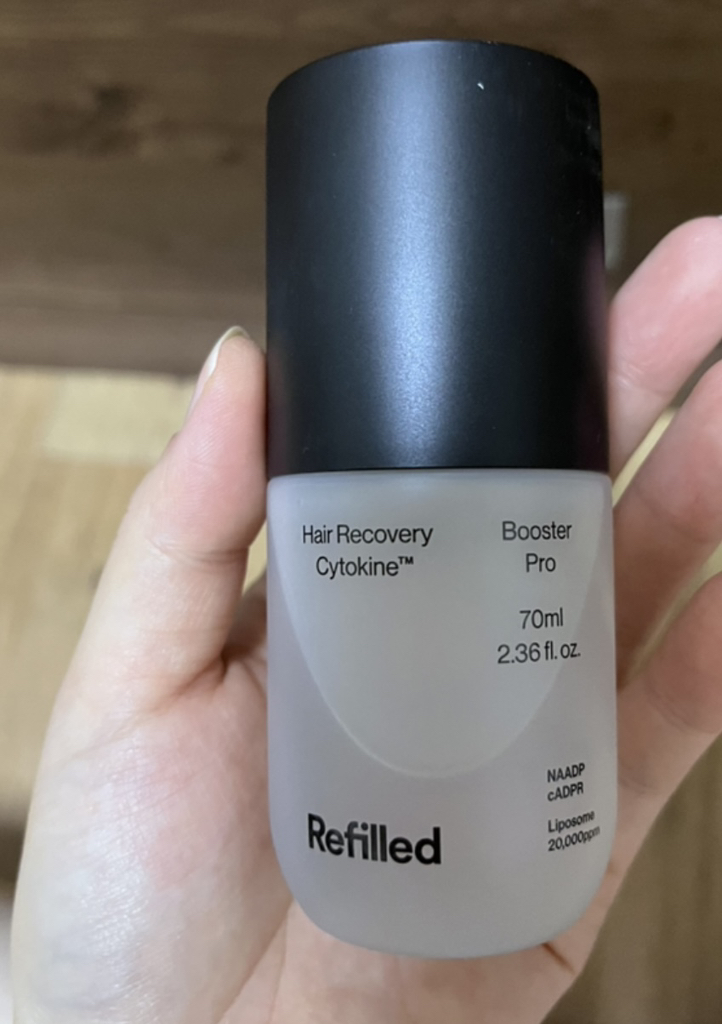 Hair Recovery
Cytokine™
Booster
Pro
70ml
2.36 fl. oz.
NAADP
cADPR
Liposome
20,000ppm
Refilled